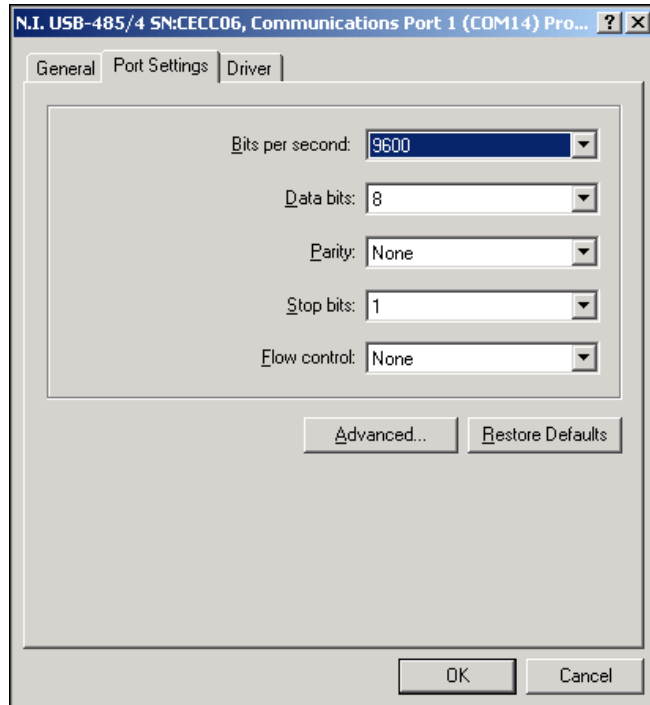 N.I. USB-485/4 SN:CECC06, Communications Port 1 (COM14) Pro... ? X
General Port Settings Driver
Bits per second: 9600
Data bits: 8
Parity: None
Stop bits: 1
Flow control: None
Advanced... Restore Defaults
OK Cancel